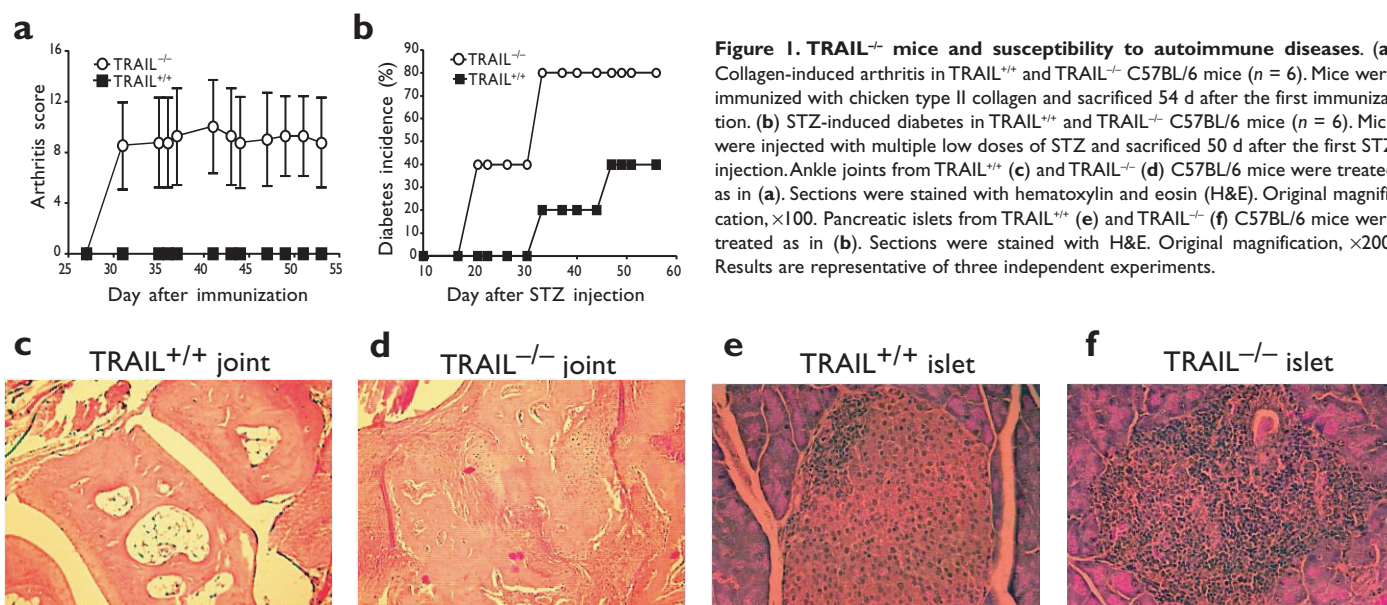 a
16
12
8
4
0
Arthritis score
TRAIL–/–
TRAIL+/+
25 30 35 40 45 50 55
Day after immunization
b
90
80
70
60
50
40
30
20
10
0
Diabetes incidence (%)
TRAIL–/–
TRAIL+/+
10 20 30 40 50 60
Day after STZ injection
Figure 1. TRAIL–/– mice and susceptibility to autoimmune diseases. (a
Collagen-induced arthritis in TRAIL+/+ and TRAIL–/– C57BL/6 mice (n = 6). Mice wer
immunized with chicken type II collagen and sacrificed 54 d after the first immuniza
tion. (b) STZ-induced diabetes in TRAIL+/+ and TRAIL–/– C57BL/6 mice (n = 6). Mic
were injected with multiple low doses of STZ and sacrificed 50 d after the first STZ
injection. Ankle joints from TRAIL+/+ (c) and TRAIL–/– (d) C57BL/6 mice were treated
as in (a). Sections were stained with hematoxylin and eosin (H&E). Original magnifi
cation, ×100. Pancreatic islets from TRAIL+/+ (e) and TRAIL–/– (f) C57BL/6 mice wer
treated as in (b). Sections were stained with H&E. Original magnification, ×200
Results are representative of three independent experiments.
c
TRAIL+/+ joint
d
TRAIL–/– joint
e
TRAIL+/+ islet
f
TRAIL–/– islet